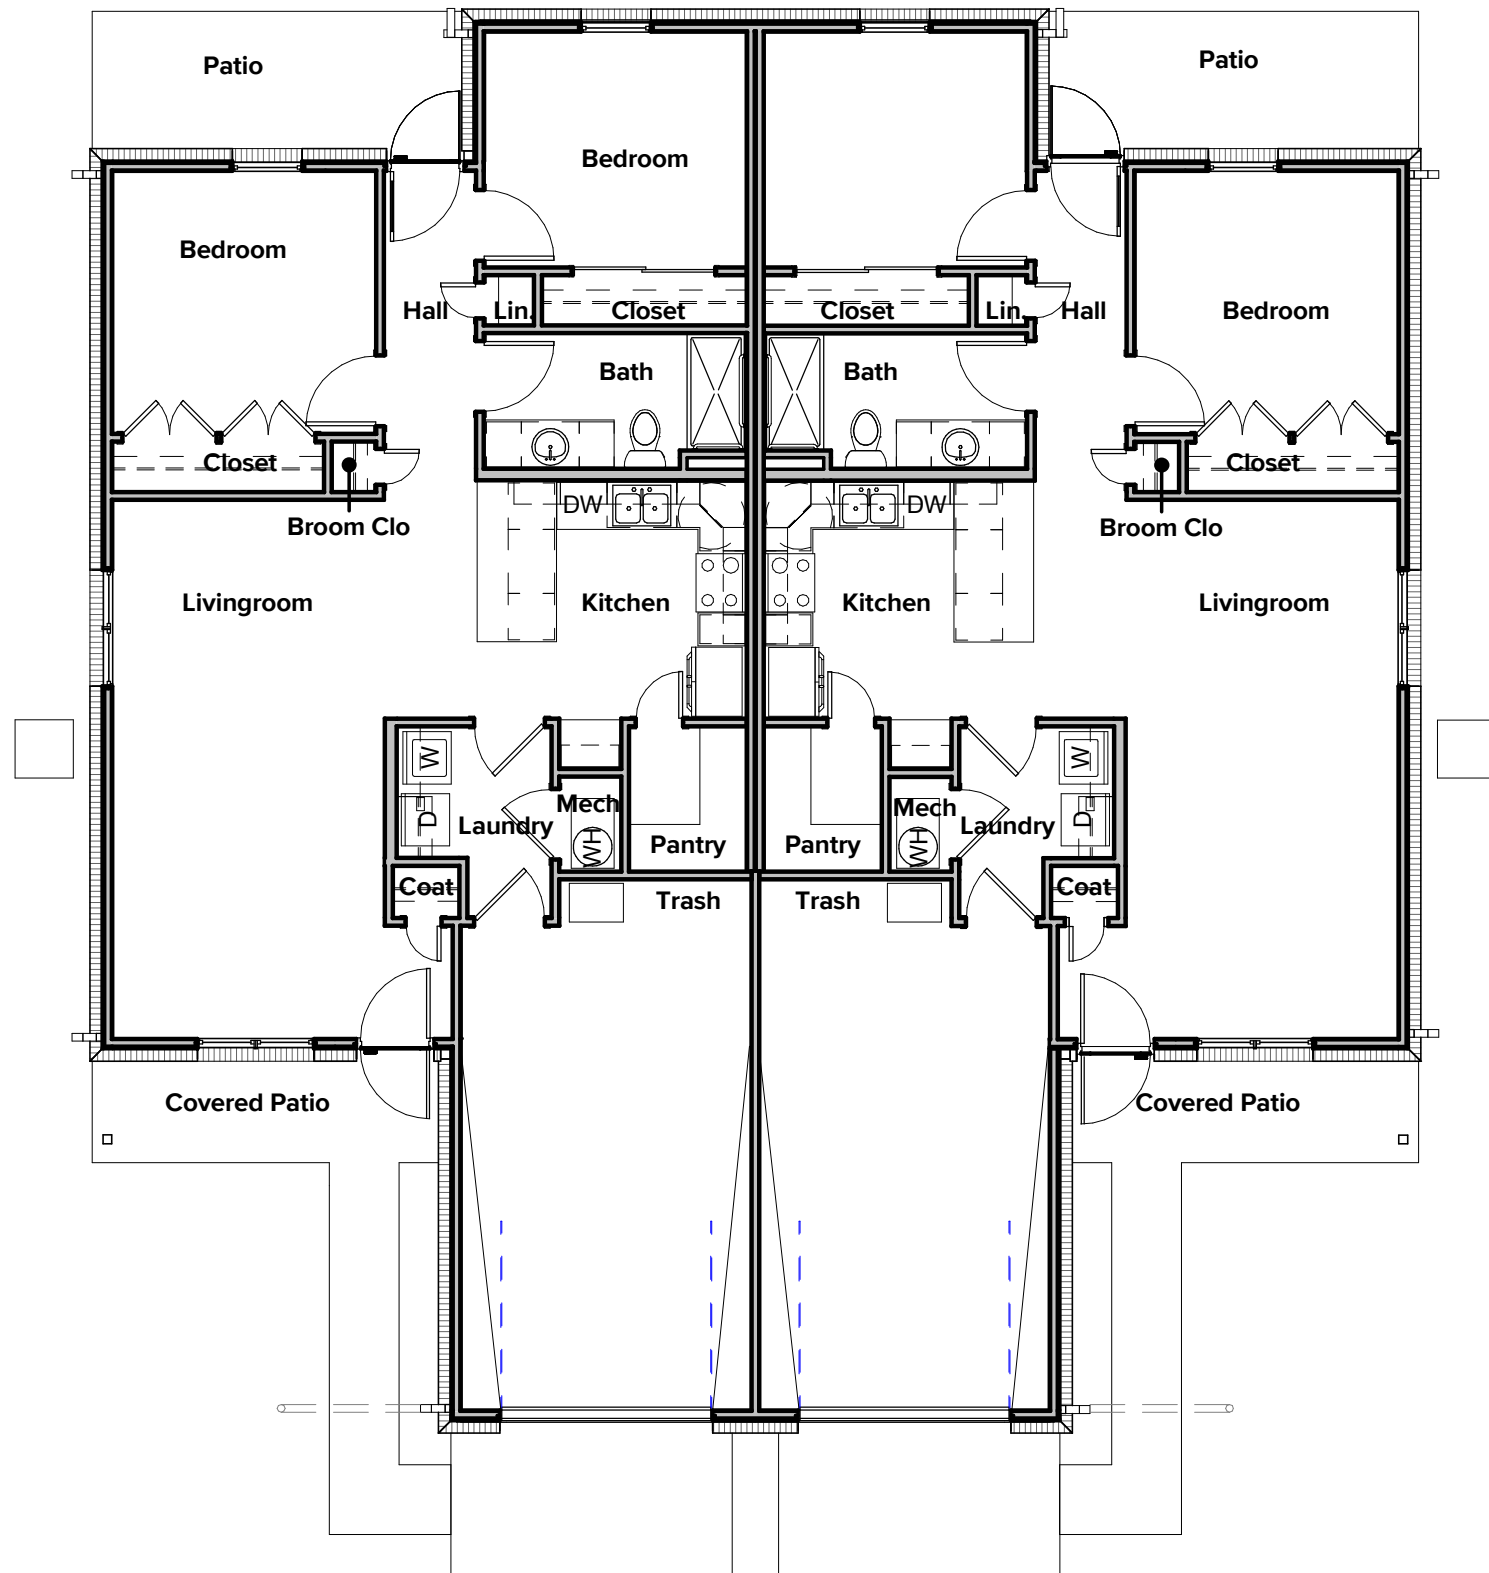 Patio
Patio
Bedroom
Bedroom
Bedroom
Hall
Lin.
Closet
Closet
Lin.
Hall
Bath
Bath
Closet
Closet
DW
DW
Broom Clo
Broom Clo
Livingroom
Kitchen
Kitchen
Livingroom
W
W
Mech
Mech
D
Laundry
Laundry
D
WH
Pantry
Pantry
WH
Coat
Trash
Trash
Coat
Covered Patio
Covered Patio